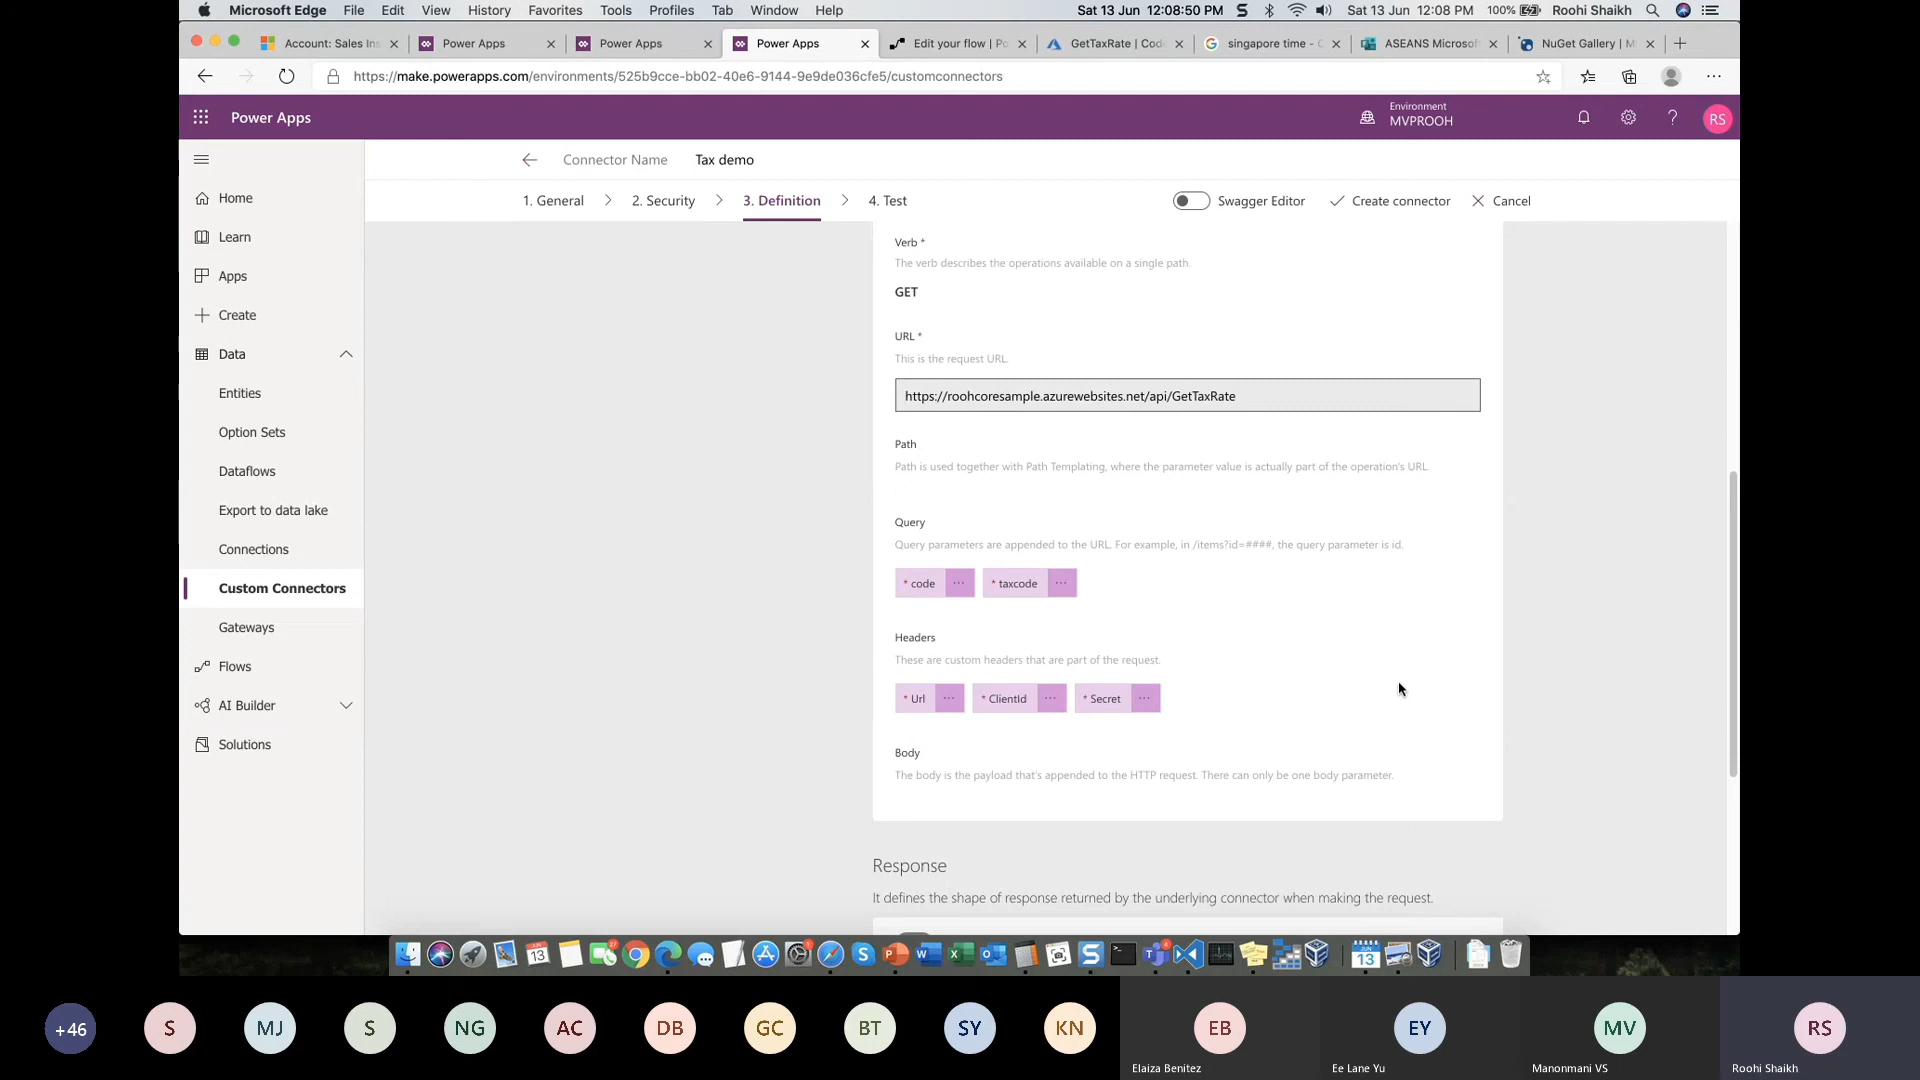 Microsoft Edge File Edit View History Favorites Tools Profiles Tab Window Help
Sat 13 Jun 12:08:50 PM Sat 13 Jun 12:08 PM 100% Roohi Shaikh
Account: Sales Ins Power Apps Power Apps Power Apps Edit your flow | Po GetTaxRate | Code singapore time - G ASEANS Microsoft NuGet Gallery | M
https://make.powerapps.com/environments/525b9cce-bb02-40e6-9144-9e9de036cfe5/customconnectors
Power Apps
Environment
MVPROOH
RS
Connector Name Tax demo
1. General 2. Security 3. Definition 4. Test Swagger Editor Create connector Cancel
Home
Learn
Apps
Create
Data
Entities
Option Sets
Dataflows
Export to data lake
Connections
Custom Connectors
Gateways
Flows
AI Builder
Solutions
Verb *
The verb describes the operations available on a single path.
GET
URL *
This is the request URL.
https://roohcoresample.azurewebsites.net/api/GetTaxRate
Path
Path is used together with Path Templating, where the parameter value is actually part of the operation's URL.
Query
Query parameters are appended to the URL. For example, in /items?id=####, the query parameter is id.
* code ... * taxcode ...
Headers
These are custom headers that are part of the request.
* Url ... * ClientId ... * Secret ...
Body
The body is the payload that's appended to the HTTP request. There can only be one body parameter.
Response
It defines the shape of response returned by the underlying connector when making the request.
+46 S MJ S NG AC DB GC BT SY KN EB EY MV RS
Elaiza Benitez Ee Lane Yu Manonmani VS Roohi Shaikh